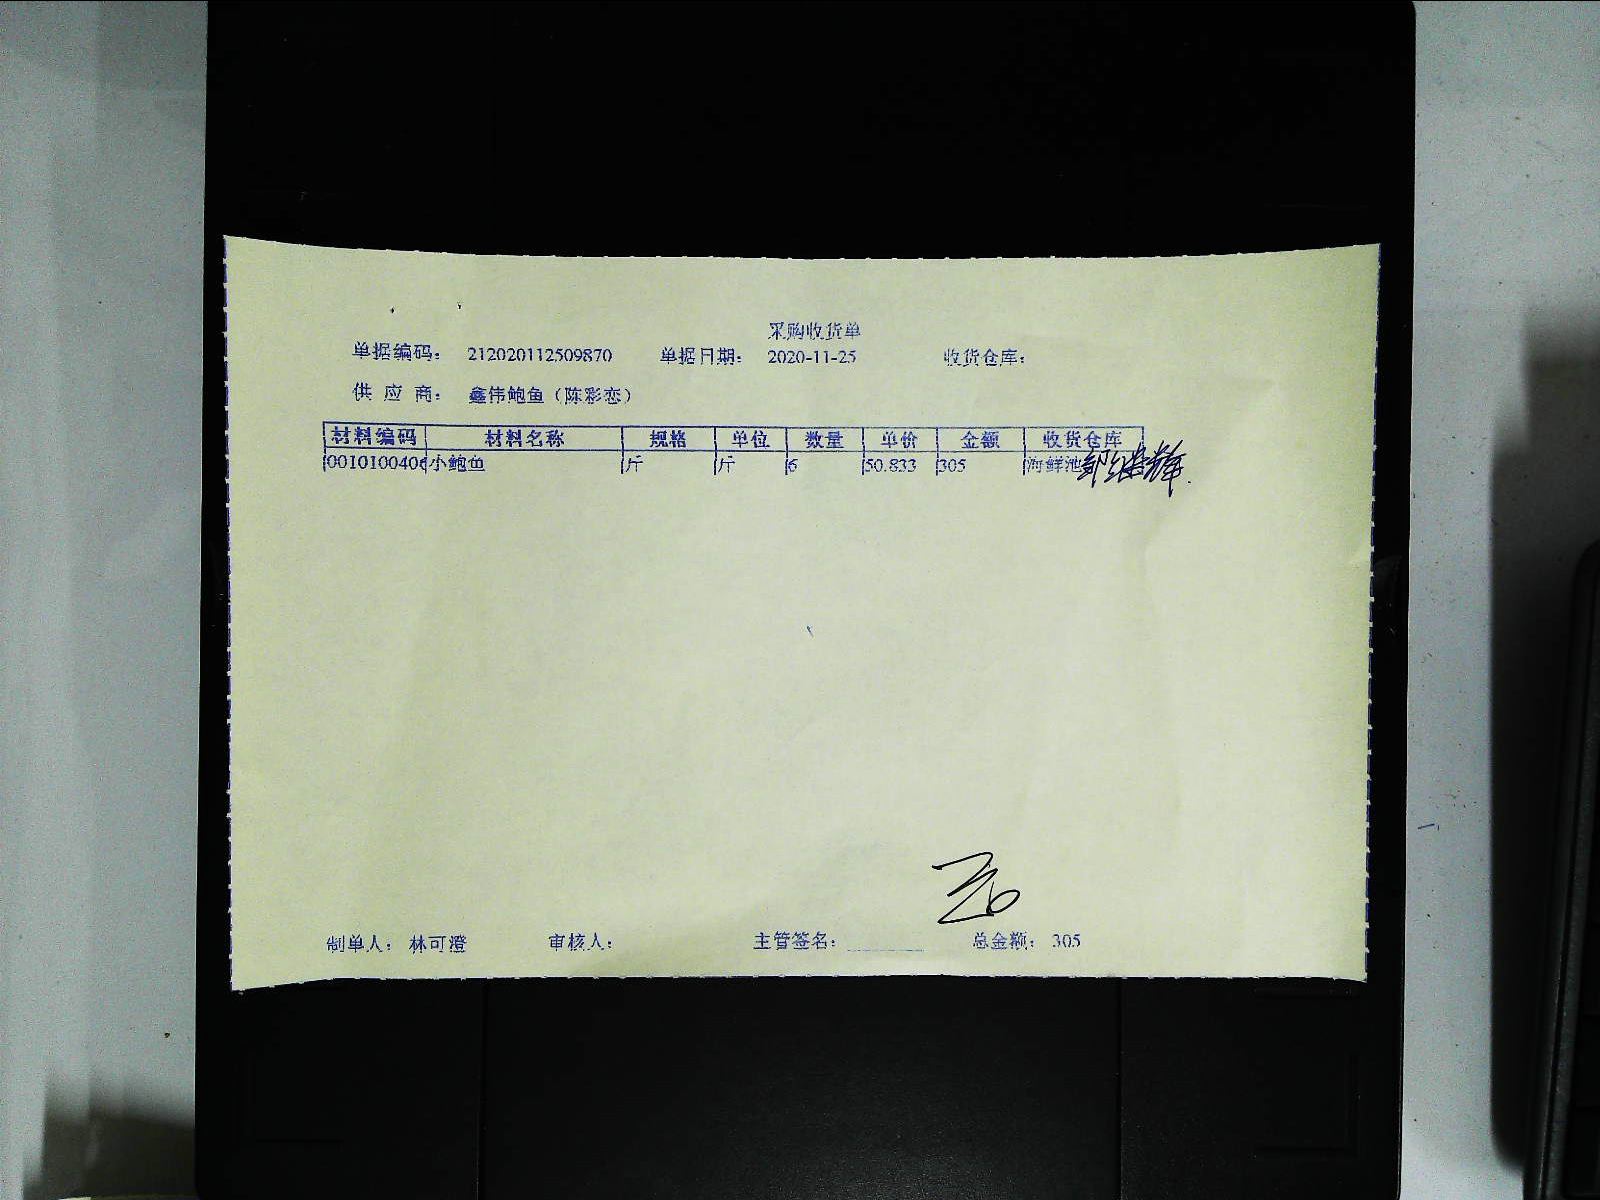 采购收货单
单据编码： 212020112509870 单据日期： 2020-11-25 收货仓库：
供 应 商： 鑫伟鲍鱼（陈彩恋）
材料编码 材料名称 规格 单位 数量 单价 金额 收货仓库
0010100406 小鲍鱼 斤 斤 6 50.833 305 海鲜池
制单人： 林可澄 审核人： 主管签名： 总金额： 305